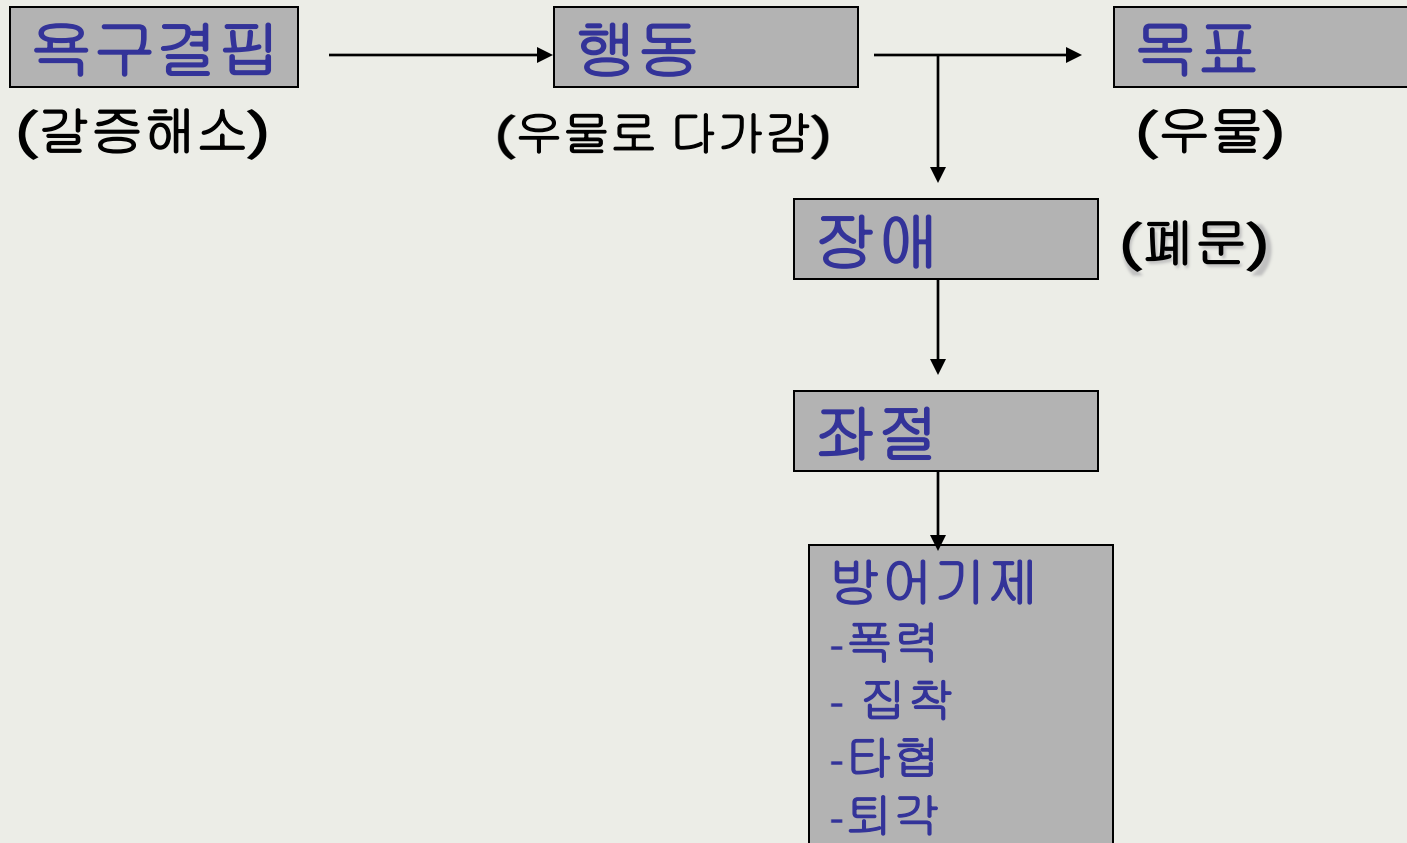 욕구결핍
행동
목표
(갈증해소)
(우물로 다가감)
(우물)
장애
(폐문)
좌절
방어기제
-폭력
- 집착
-타협
-퇴각